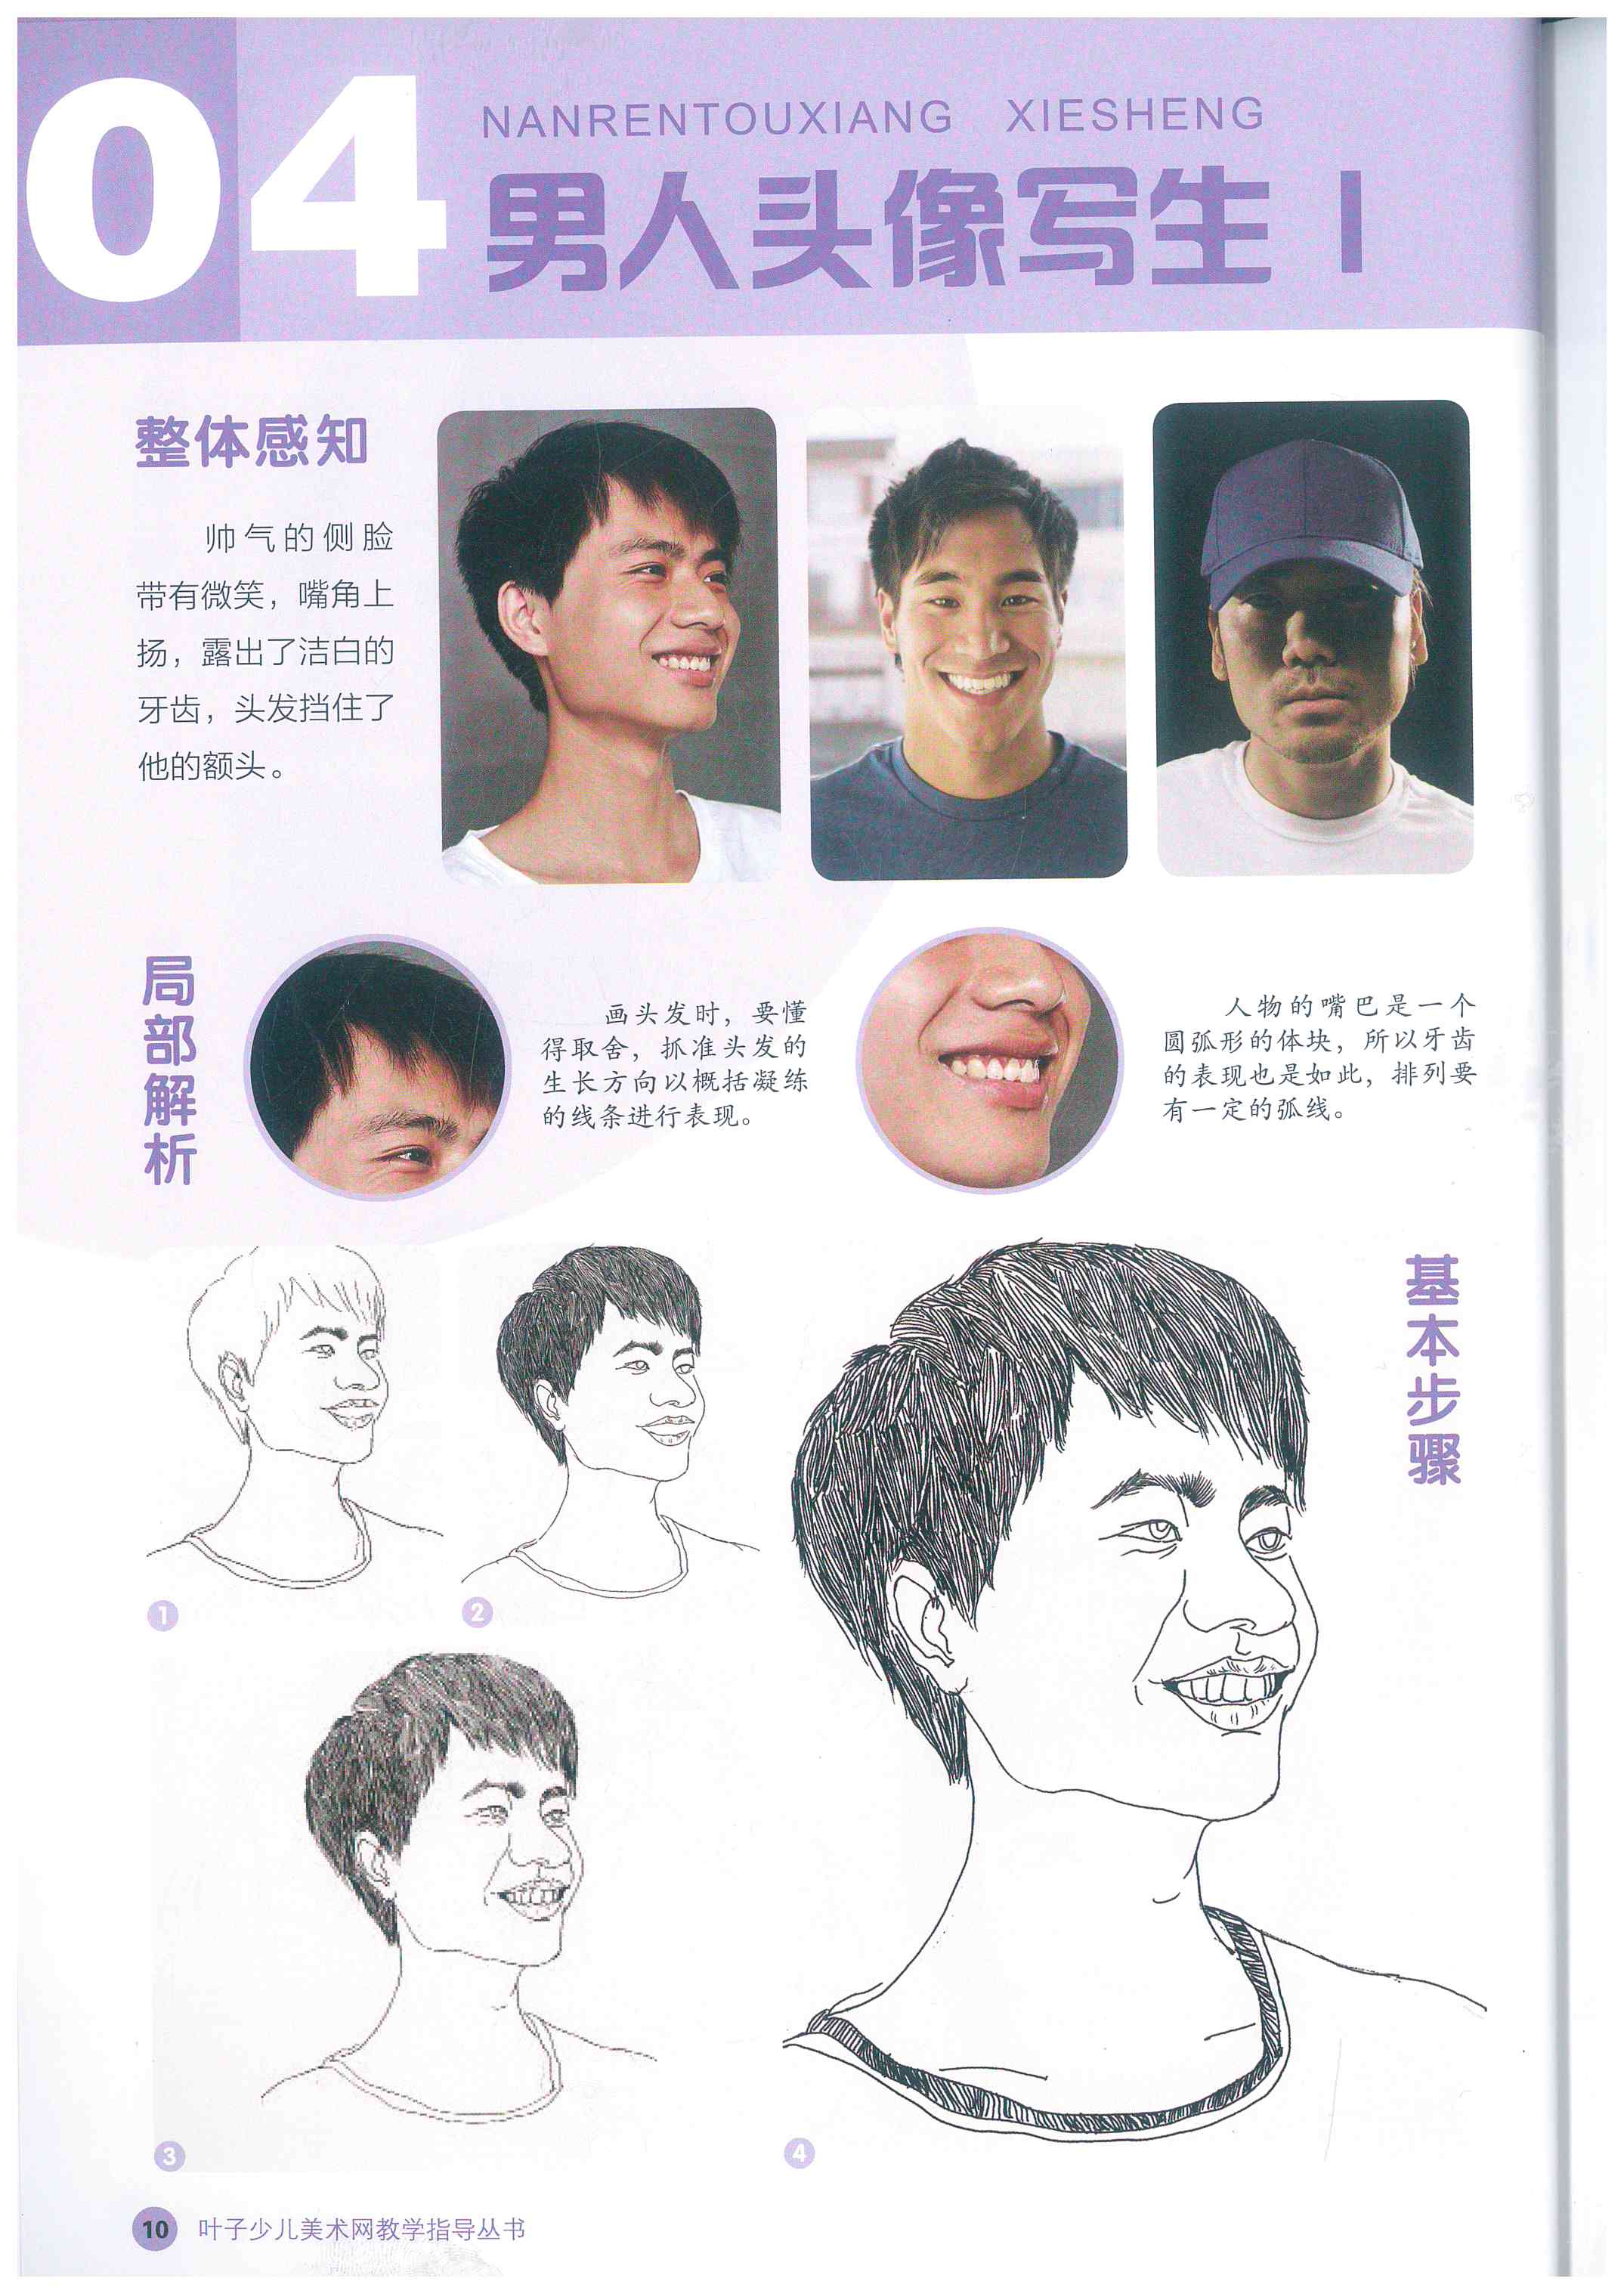 04
NANRENTOUXIANG XIESHENG
男人头像写生 I
整体感知
帅气的侧脸
带有微笑，嘴角上
扬，露出了洁白的
牙齿，头发挡住了
他的额头。
局部解析
画头发时，要懂
得取舍，抓准头发的
生长方向以概括凝练
的线条进行表现。
人物的嘴巴是一个
圆弧形的体块，所以牙齿
的表现也是如此，排列要
有一定的弧线。
基本步骤
1
2
3
4
10 叶子少儿美术网教学指导丛书